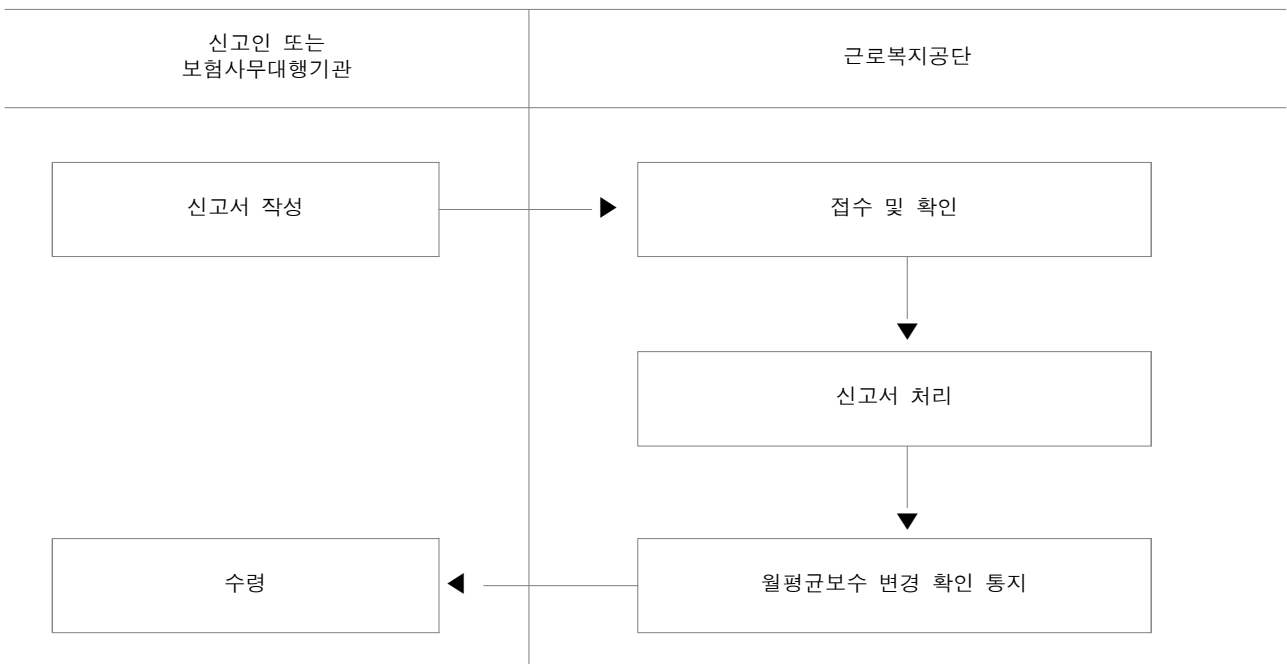 신고인 또는
보험사무대행기관
근로복지공단
신고서 작성
접수 및 확인
신고서 처리
수령
월평균보수 변경 확인 통지